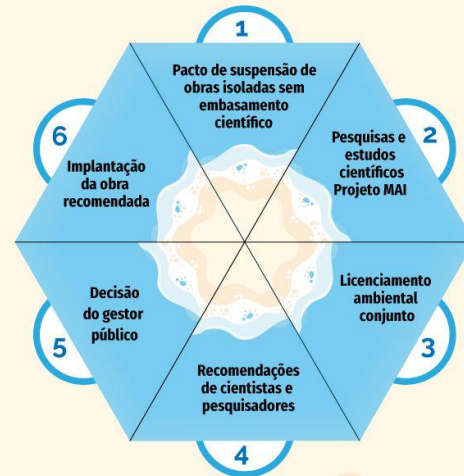 1
Pacto de suspensão de
obras isoladas sem
embasamento
científico
2
Pesquisas e
estudos
científicos
Projeto MAI
3
Licenciamento
ambiental
conjunto
4
Recomendações
de cientistas e
pesquisadores
5
Decisão
do gestor
público
6
Implantação
da obra
recomendada